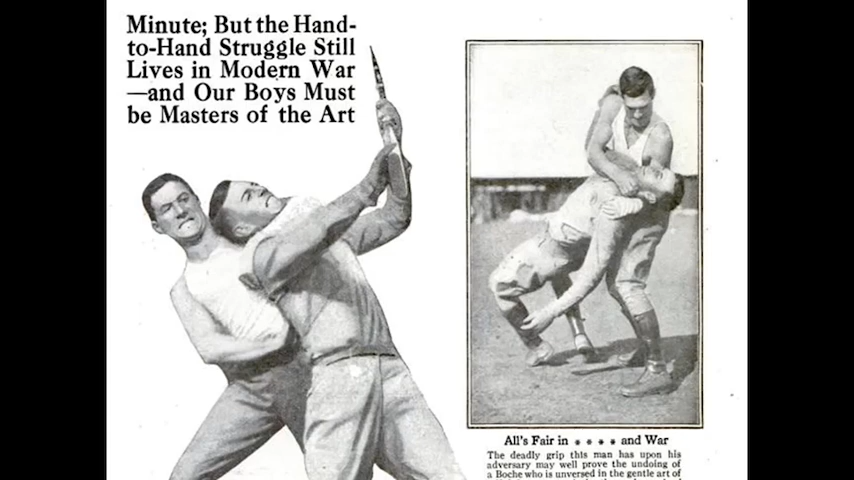 Minute; But the Hand-
to-Hand Struggle Still
Lives in Modern War
—and Our Boys Must
be Masters of the Art
All's Fair in * * * * and War
The deadly grip this man has upon his
adversary may well prove the undoing of
a Boche who is unversed in the gentle art of